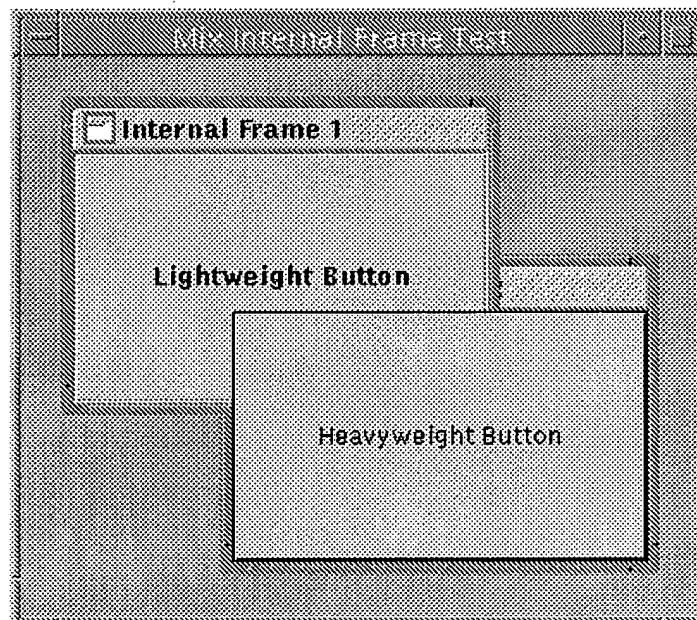 Mix Internal Frame Test
Internal Frame 1
Lightweight Button
Heavyweight Button